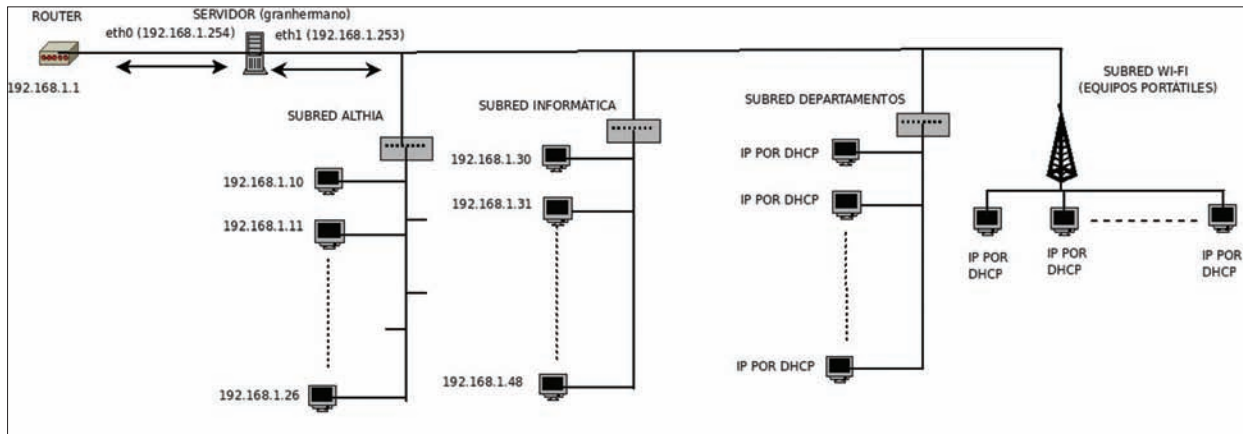 ROUTER
SERVIDOR (granhermano)
eth0 (192.168.1.254)
eth1 (192.168.1.253)
192.168.1.1
SUBRED ALTHIA
192.168.1.10
192.168.1.11
192.168.1.26
SUBRED INFORMÁTICA
192.168.1.30
192.168.1.31
192.168.1.48
SUBRED DEPARTAMENTOS
IP POR DHCP
IP POR DHCP
IP POR DHCP
SUBRED WI-FI
(EQUIPOS PORTÁTILES)
IP POR
DHCP
IP POR
DHCP
IP POR
DHCP